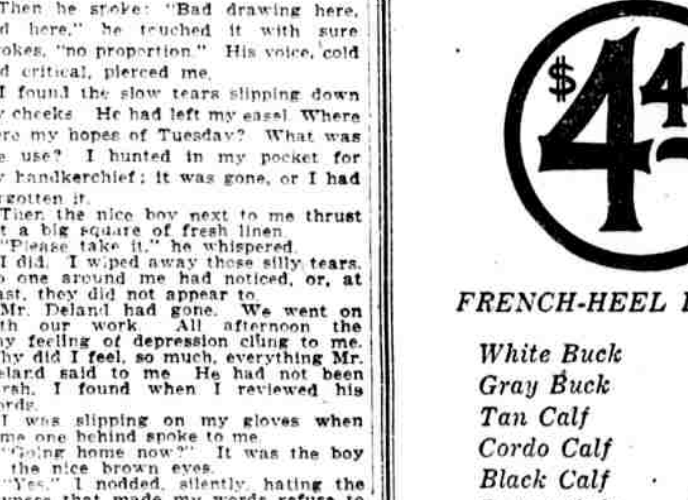 Then he spoke: "Bad drawing here,
d here," he touched it with sure
okes, "no proportion." His voice, cold
d critical, pierced me.
I found the slow tears slipping down
y cheeks He had left my easel. Where
re my hopes of Tuesday? What was
e use? I hunted in my pocket for
y handkerchief; it was gone, or I had
rgotten it.
Then the nice boy next to me thrust
t a big square of fresh linen.
"Please take it," he whispered.
I did. I wiped away those silly tears.
o one around me had noticed, or, at
ast, they did not appear to.
Mr. Deland had gone. We went on
th our work. All afternoon the
ny feeling of depression clung to me.
hy did I feel, so much, everything Mr.
eland said to me He had not been
rsh, I found when I reviewed his
ords.
I was slipping on my gloves when
me one behind spoke to me.
"Going home now?" It was the boy
the nice brown eyes.
"Yes," I nodded, silently, hating the
yness that made my words refuse to
$4.4
FRENCH-HEEL
White Buck
Gray Buck
Tan Calf
Cordo Calf
Black Calf